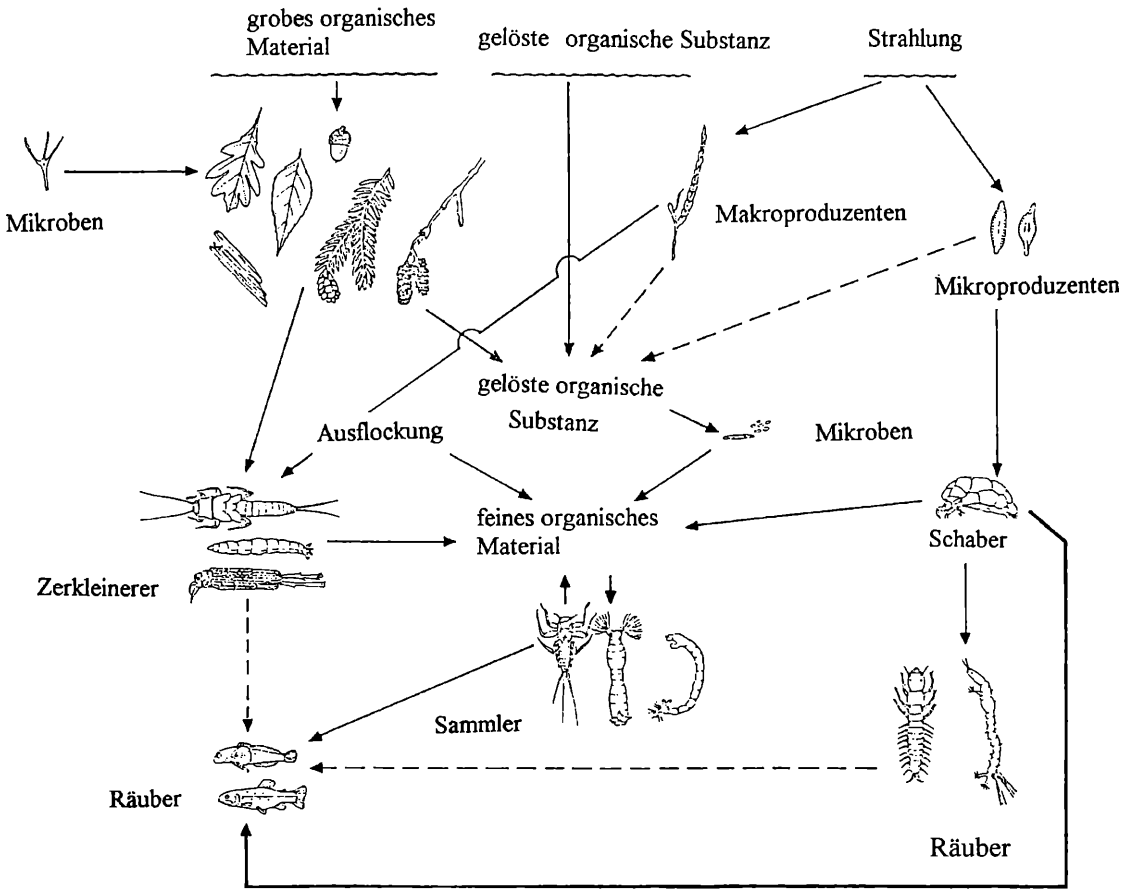 grobes organisches
Material
gelöste organische Substanz
Strahlung
Mikroben
Makroproduzenten
Mikroproduzenten
gelöste organische
Substanz
Ausflockung
Mikroben
feines organisches
Material
Schaber
Zerkleinerer
Sammler
Räuber
Räuber